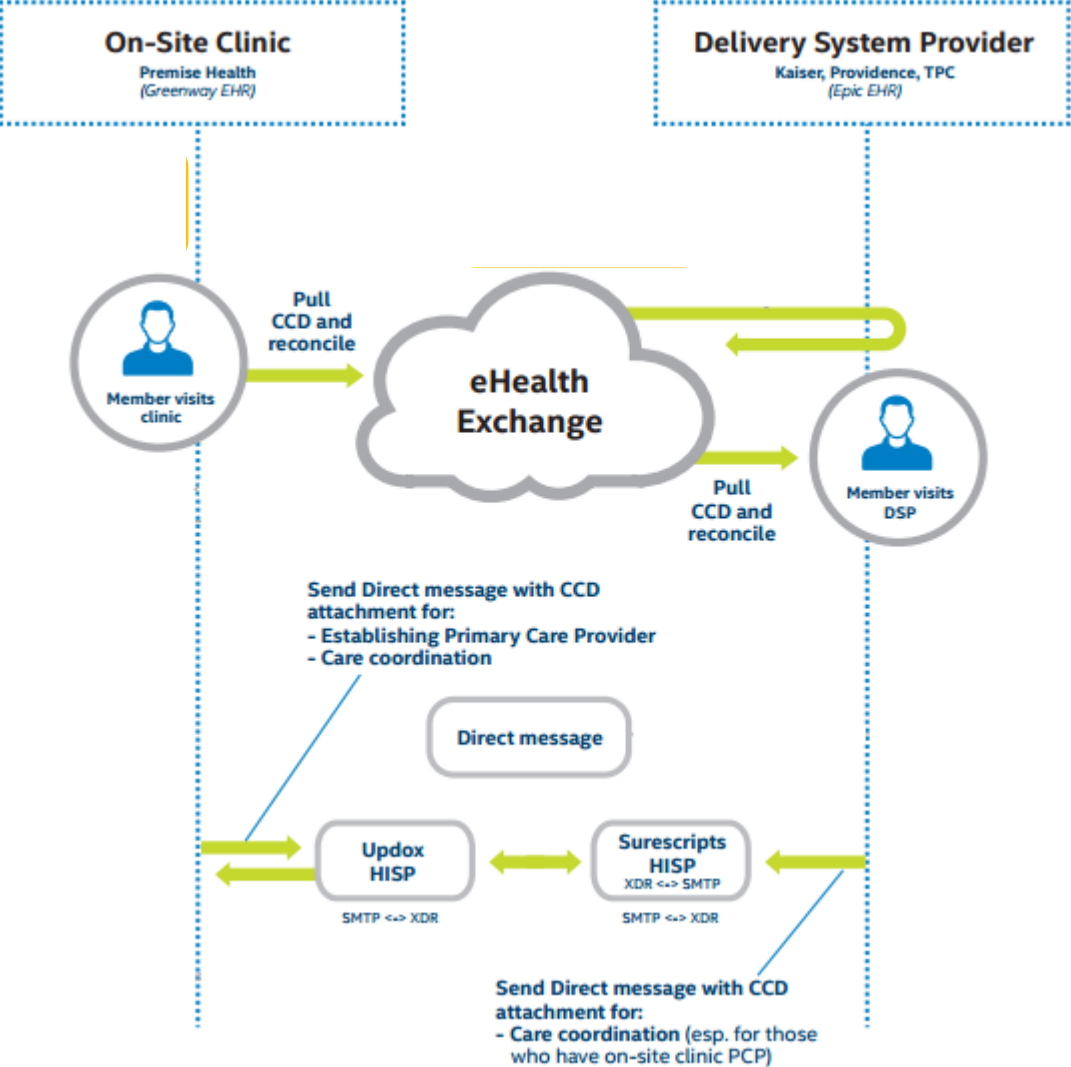 On-Site Clinic
Premise Health
(Greenway EHR)
Delivery System Provider
Kaiser, Providence, TPC
(Epic EHR)
Pull
CCD and
reconcile
Member visits
clinic
eHealth
Exchange
Pull
CCD and
reconcile
Member visits
DSP
Send Direct message with CCD
attachment for:
- Establishing Primary Care Provider
- Care coordination
Direct message
Updox
HISP
SMTP <-> XDR
Surescripts
HISP
XDR <-> SMTP
SMTP <-> XDR
Send Direct message with CCD
attachment for:
- Care coordination (esp. for those
who have on-site clinic PCP)